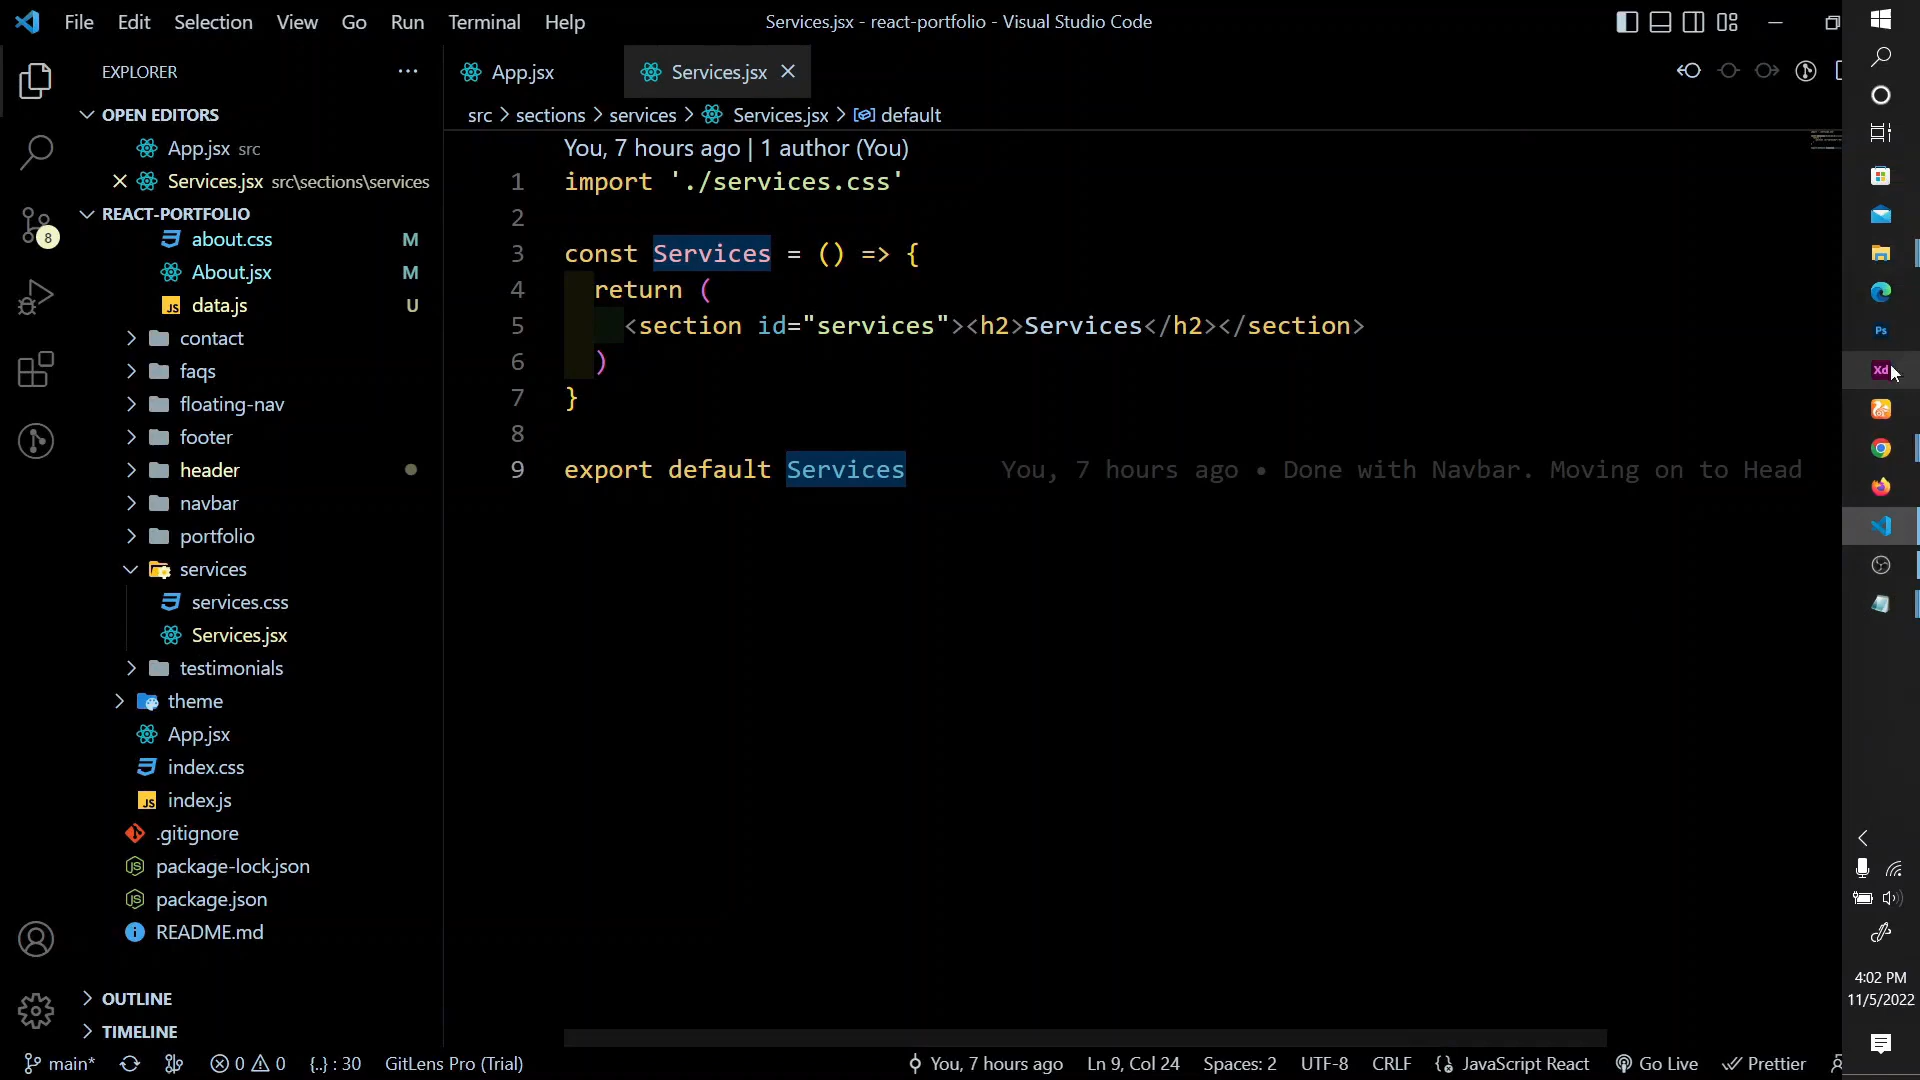 File Edit Selection View Go Run Terminal Help
Services.jsx - react-portfolio - Visual Studio Code
EXPLORER
OPEN EDITORS
App.jsx src
Services.jsx src\sections\services
REACT-PORTFOLIO
about.css M
About.jsx M
data.js U
contact
faqs
floating-nav
footer
header
navbar
portfolio
services
services.css
Services.jsx
testimonials
theme
App.jsx
index.css
index.js
.gitignore
package-lock.json
package.json
README.md
OUTLINE
TIMELINE
8
App.jsx
Services.jsx
src > sections > services > Services.jsx > default
You, 7 hours ago | 1 author (You)
1 import './services.css'
2
3 const Services = () => {
4 return (
5 <section id="services"><h2>Services</h2></section>
6 )
7 }
8
9 export default Services You, 7 hours ago • Done with Navbar. Moving on to Head
main* 0 0 {..} : 30 GitLens Pro (Trial)
You, 7 hours ago Ln 9, Col 24 Spaces: 2 UTF-8 CRLF {} JavaScript React Go Live Prettier
Ps
Xd
4:02 PM
11/5/2022